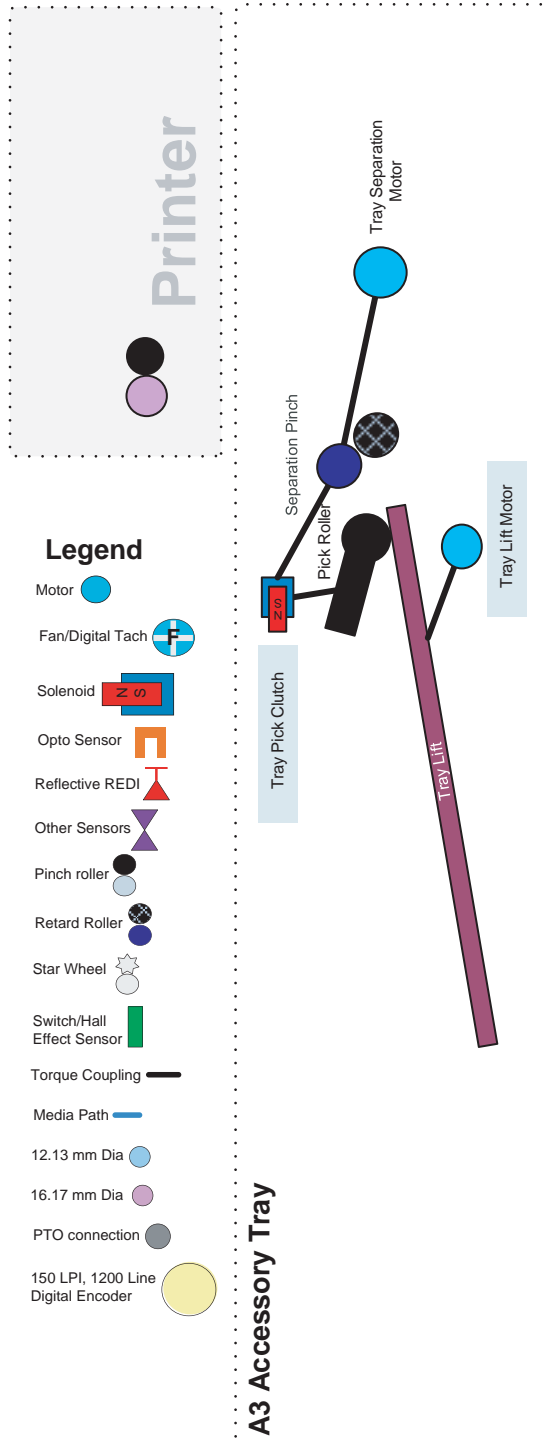 Printer
Tray Separation
Motor
Separation Pinch
Pick Roller
S N
Tray Pick Clutch
Tray Lift Motor
Tray Lift
Legend
Motor
Fan/Digital Tach
F
Solenoid
N S
Opto Sensor
Reflective REDI
Other Sensors
Pinch roller
Retard Roller
Star Wheel
Switch/Hall
Effect Sensor
Torque Coupling
Media Path
12.13 mm Dia
16.17 mm Dia
PTO connection
150 LPI, 1200 Line
Digital Encoder
A3 Accessory Tray